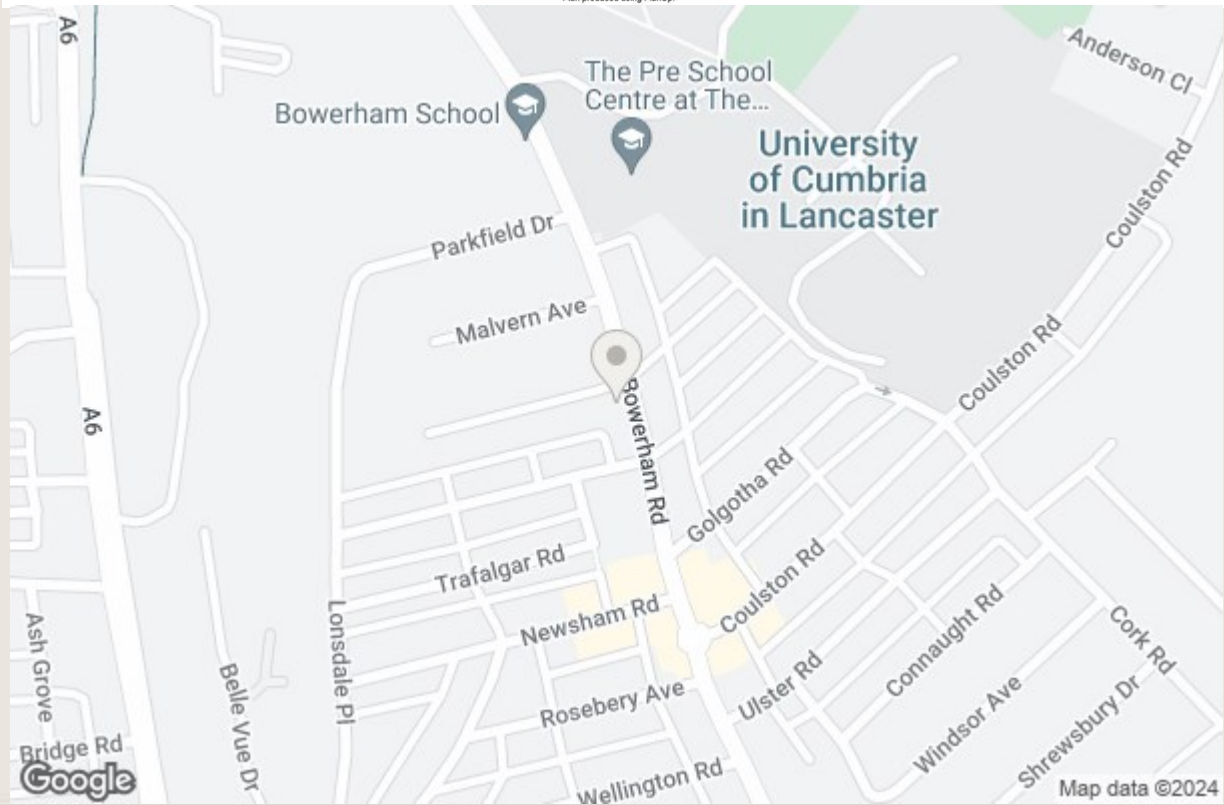 A6
Anderson Cl
The Pre School
Centre at The...
Bowerham School
University
of Cumbria
in Lancaster
Coulston Rd
Parkfield Dr
Malvern Ave
Coulston Rd
A6
Bowerham Rd
Golgotha Rd
Trafalgar Rd
Coulston Rd
Newsham Rd
Lonsdale Pl
Connaught Rd
Cork Rd
Ash Grove
Belle Vue Dr
Rosebery Ave
Ulster Rd
Windsor Ave
Shrewsbury Dr
Bridge Rd
Wellington Rd
Google
Map data ©2024